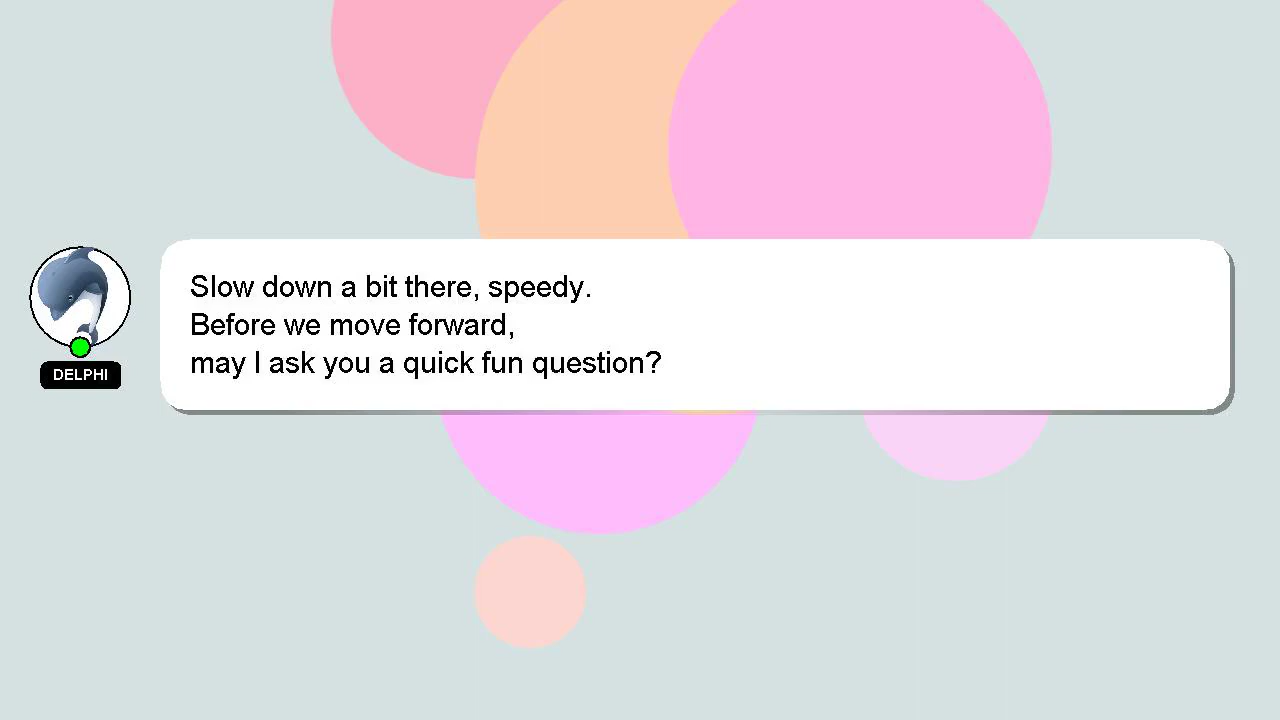 Slow down a bit there, speedy.
Before we move forward,
may I ask you a quick fun question?
DELPHI